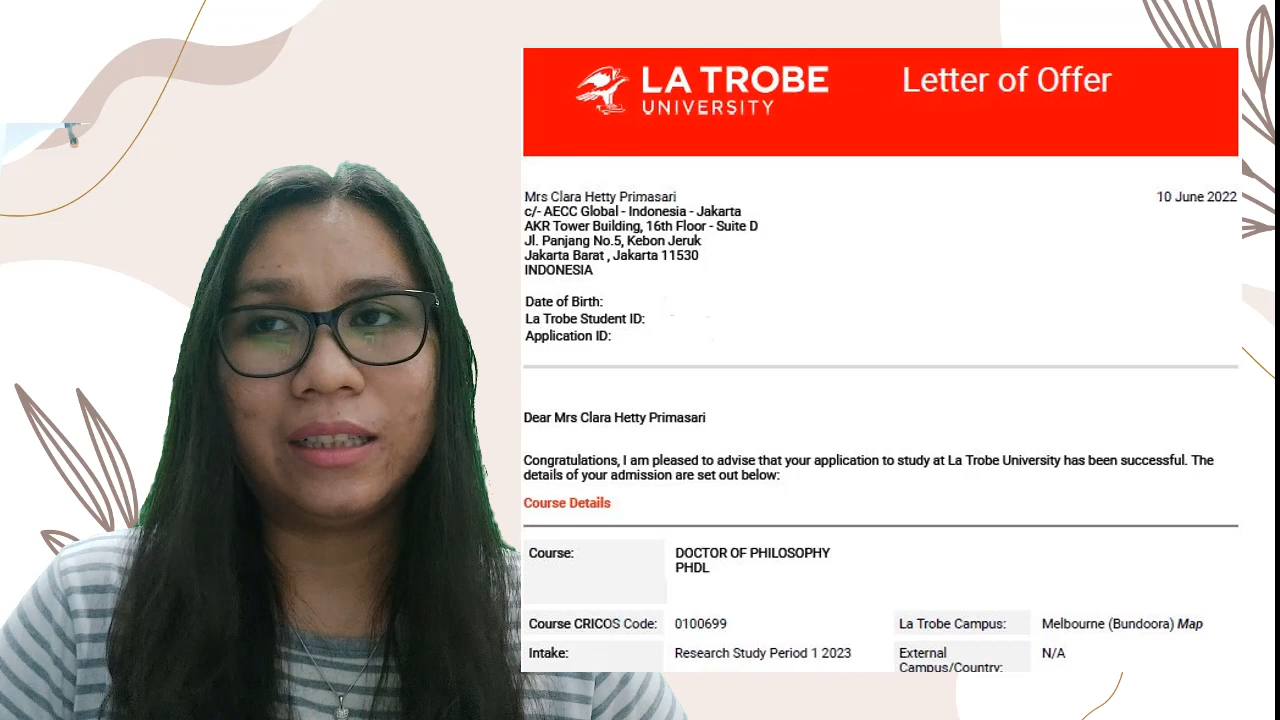 LA TROBE
UNIVERSITY
Letter of Offer
Mrs Clara Hetty Primasari
10 June 2022
c/- AECC Global - Indonesia - Jakarta
AKR Tower Building, 16th Floor - Suite D
Jl. Panjang No.5, Kebon Jeruk
Jakarta Barat , Jakarta 11530
INDONESIA
Date of Birth:
La Trobe Student ID:
Application ID:
Dear Mrs Clara Hetty Primasari
Congratulations, I am pleased to advise that your application to study at La Trobe University has been successful. The
details of your admission are set out below:
Course Details
Course:
DOCTOR OF PHILOSOPHY
PHDL
Course CRICOS Code:
0100699
La Trobe Campus:
Melbourne (Bundoora) Map
Intake:
Research Study Period 1 2023
External
Campus/Country:
N/A